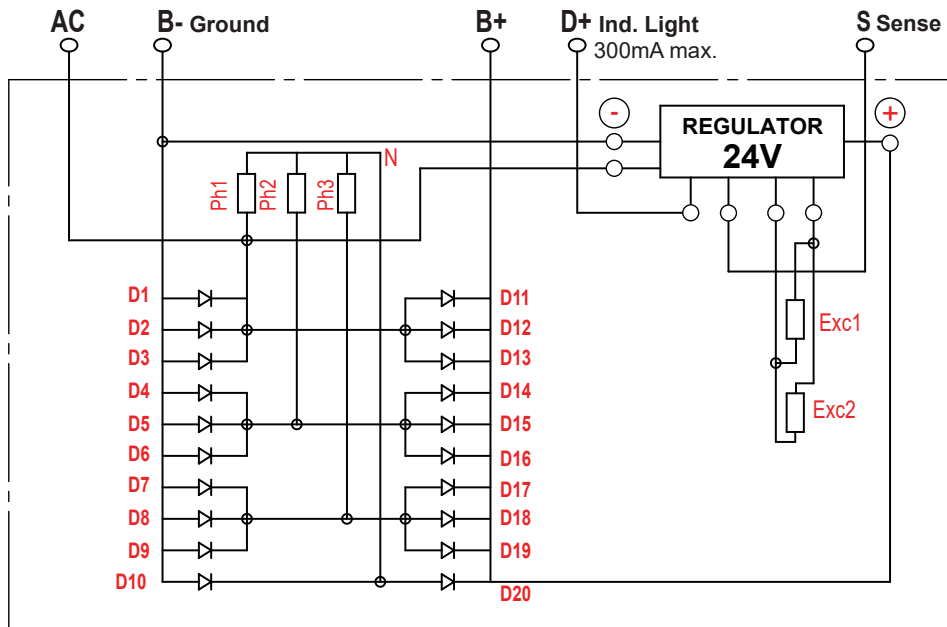 AC
B- Ground
B+
D+ Ind. Light
300mA max.
S Sense
-
REGULATOR
24V
+
N
Ph1
Ph2
Ph3
D1
D11
D2
D12
D3
D13
D4
D14
D5
D15
D6
D16
D7
D17
D8
D18
D9
D19
D10
D20
Exc1
Exc2